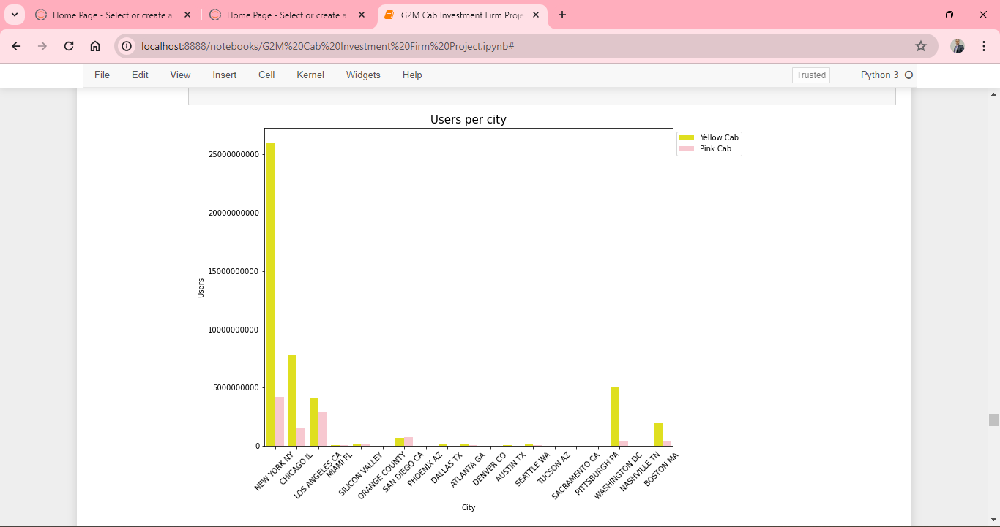 Home Page - Select or create a
Home Page - Select or create a
G2M Cab Investment Firm Proje
localhost:8888/notebooks/G2M%20Cab%20Investment%20Firm%20Project.ipynb#
File Edit View Insert Cell Kernel Widgets Help
Trusted
Python 3
Users per city
Yellow Cab
Pink Cab
25000000000
20000000000
15000000000
10000000000
5000000000
0
Users
NEW YORK NY
CHICAGO IL
LOS ANGELES CA
MIAMI FL
SILICON VALLEY
ORANGE COUNTY
SAN DIEGO CA
PHOENIX AZ
DALLAS TX
ATLANTA GA
DENVER CO
AUSTIN TX
SEATTLE WA
TUCSON AZ
SACRAMENTO CA
PITTSBURGH PA
WASHINGTON DC
NASHVILLE TN
BOSTON MA
City